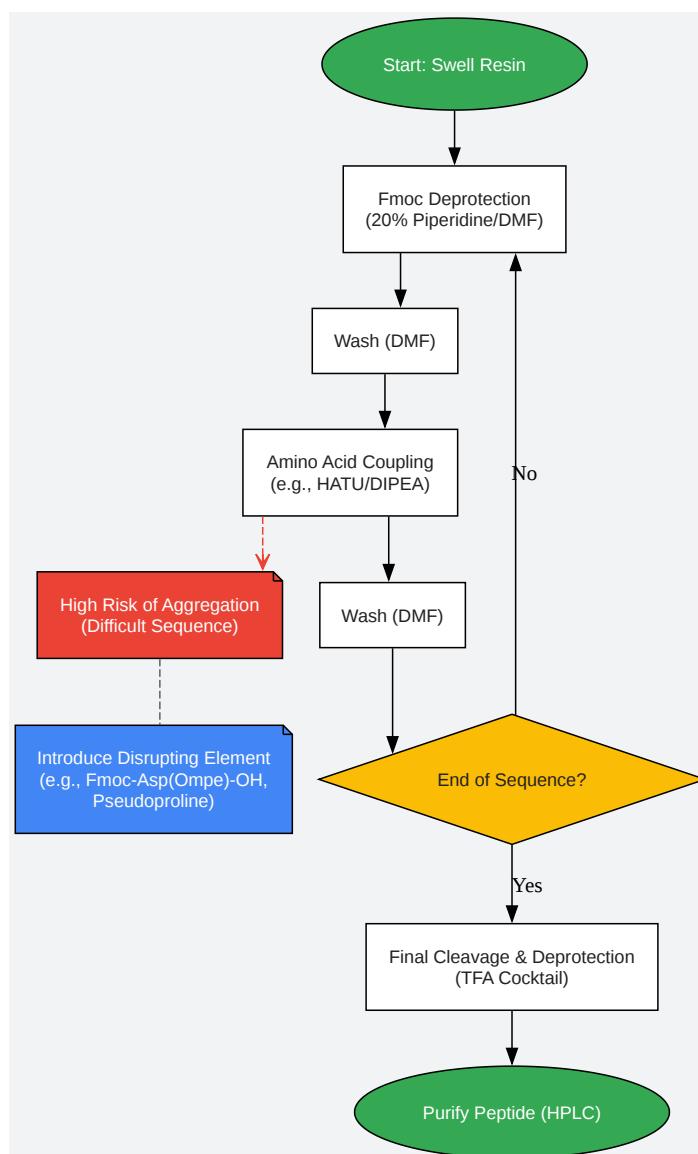 Start: Swell Resin
Fmoc Deprotection
(20% Piperidine/DMF)
Wash (DMF)
Amino Acid Coupling
(e.g., HATU/DIPEA)
No
High Risk of Aggregation
(Difficult Sequence)
Wash (DMF)
Introduce Disrupting Element
(e.g., Fmoc-Asp(Ompe)-OH,
Pseudoproline)
End of Sequence?
Yes
Final Cleavage & Deprotection
(TFA Cocktail)
Purify Peptide (HPLC)